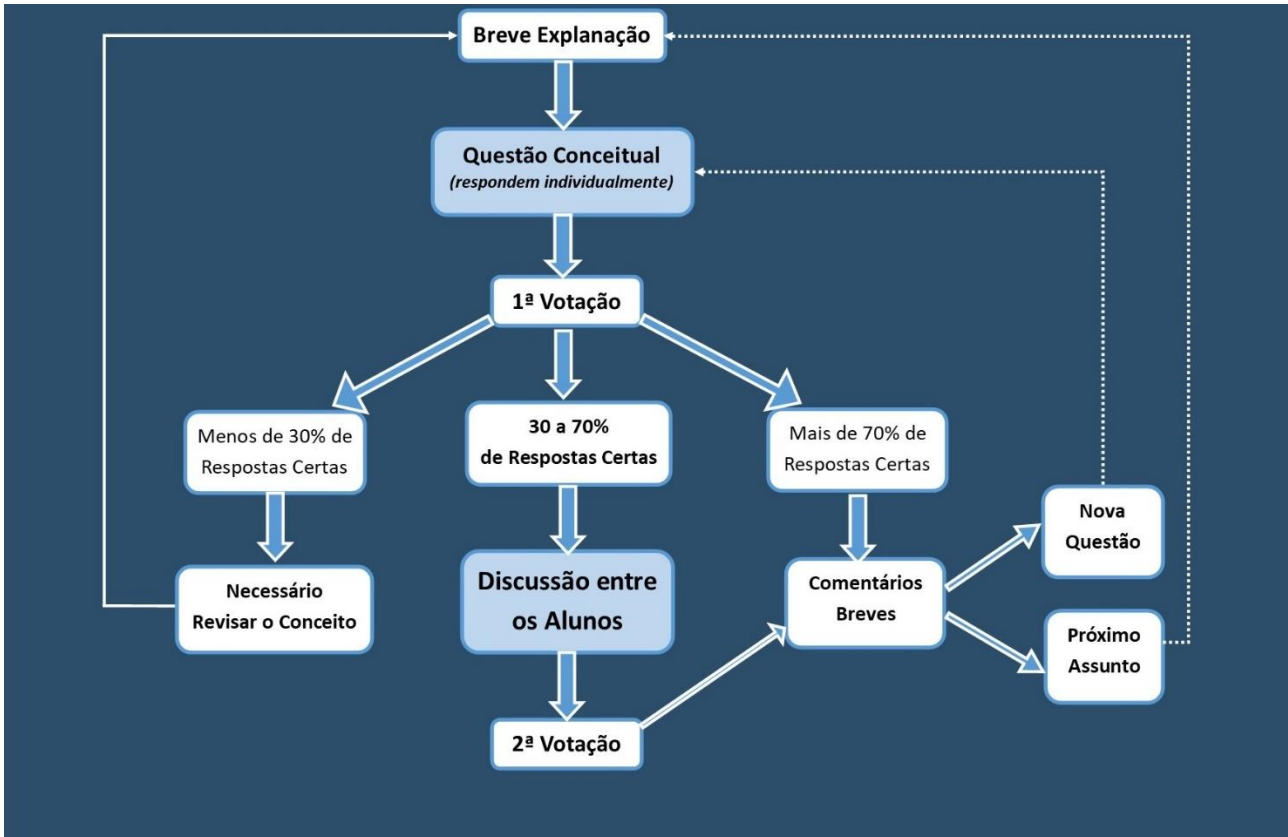 Breve Explanação
Questão Conceitual
(respondem individualmente)
1ª Votação
Menos de 30% de
Respostas Certas
30 a 70%
de Respostas Certas
Mais de 70% de
Respostas Certas
Necessário
Revisar o Conceito
Discussão entre
os Alunos
Comentários
Breves
Nova
Questão
Próximo
Assunto
2ª Votação